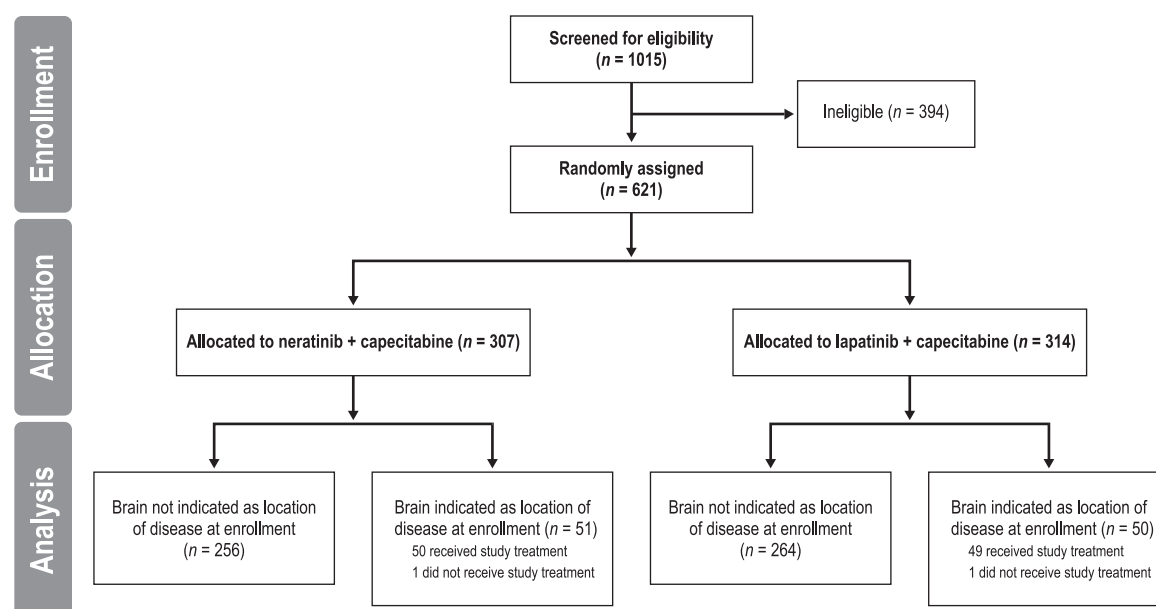 Enrollment
Screened for eligibility
(n = 1015)
Ineligible (n = 394)
Randomly assigned
(n = 621)
Allocation
Allocated to neratinib + capecitabine (n = 307)
Allocated to lapatinib + capecitabine (n = 314)
Analysis
Brain not indicated as location
of disease at enrollment
(n = 256)
Brain indicated as location of
disease at enrollment (n = 51)
50 received study treatment
1 did not receive study treatment
Brain not indicated as location
of disease at enrollment
(n = 264)
Brain indicated as location of
disease at enrollment (n = 50)
49 received study treatment
1 did not receive study treatment